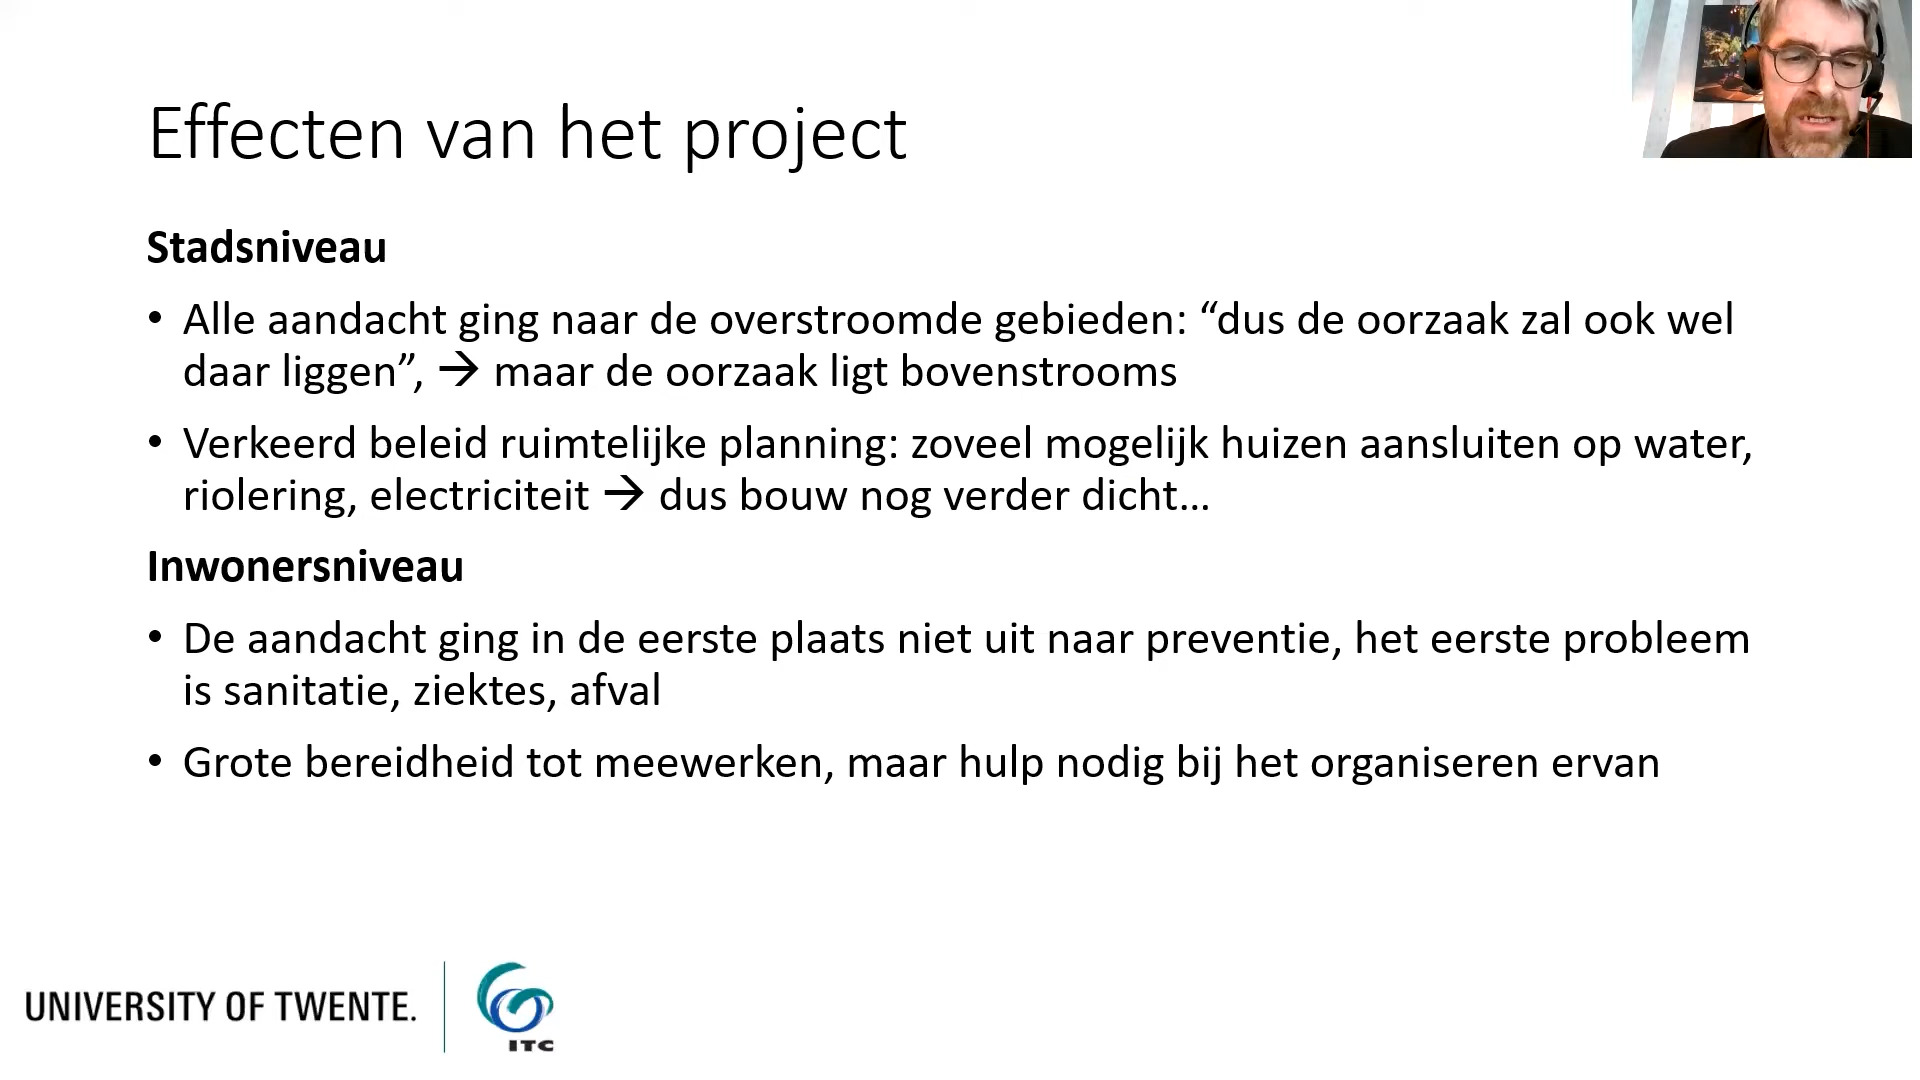 Effecten van het project
Stadsniveau
• Alle aandacht ging naar de overstroomde gebieden: “dus de oorzaak zal ook wel
daar liggen”, → maar de oorzaak ligt bovenstrooms
• Verkeerd beleid ruimtelijke planning: zoveel mogelijk huizen aansluiten op water,
riolering, electriciteit → dus bouw nog verder dicht...
Inwonersniveau
• De aandacht ging in de eerste plaats niet uit naar preventie, het eerste probleem
is sanitatie, ziektes, afval
• Grote bereidheid tot meewerken, maar hulp nodig bij het organiseren ervan
UNIVERSITY OF TWENTE.
ITC